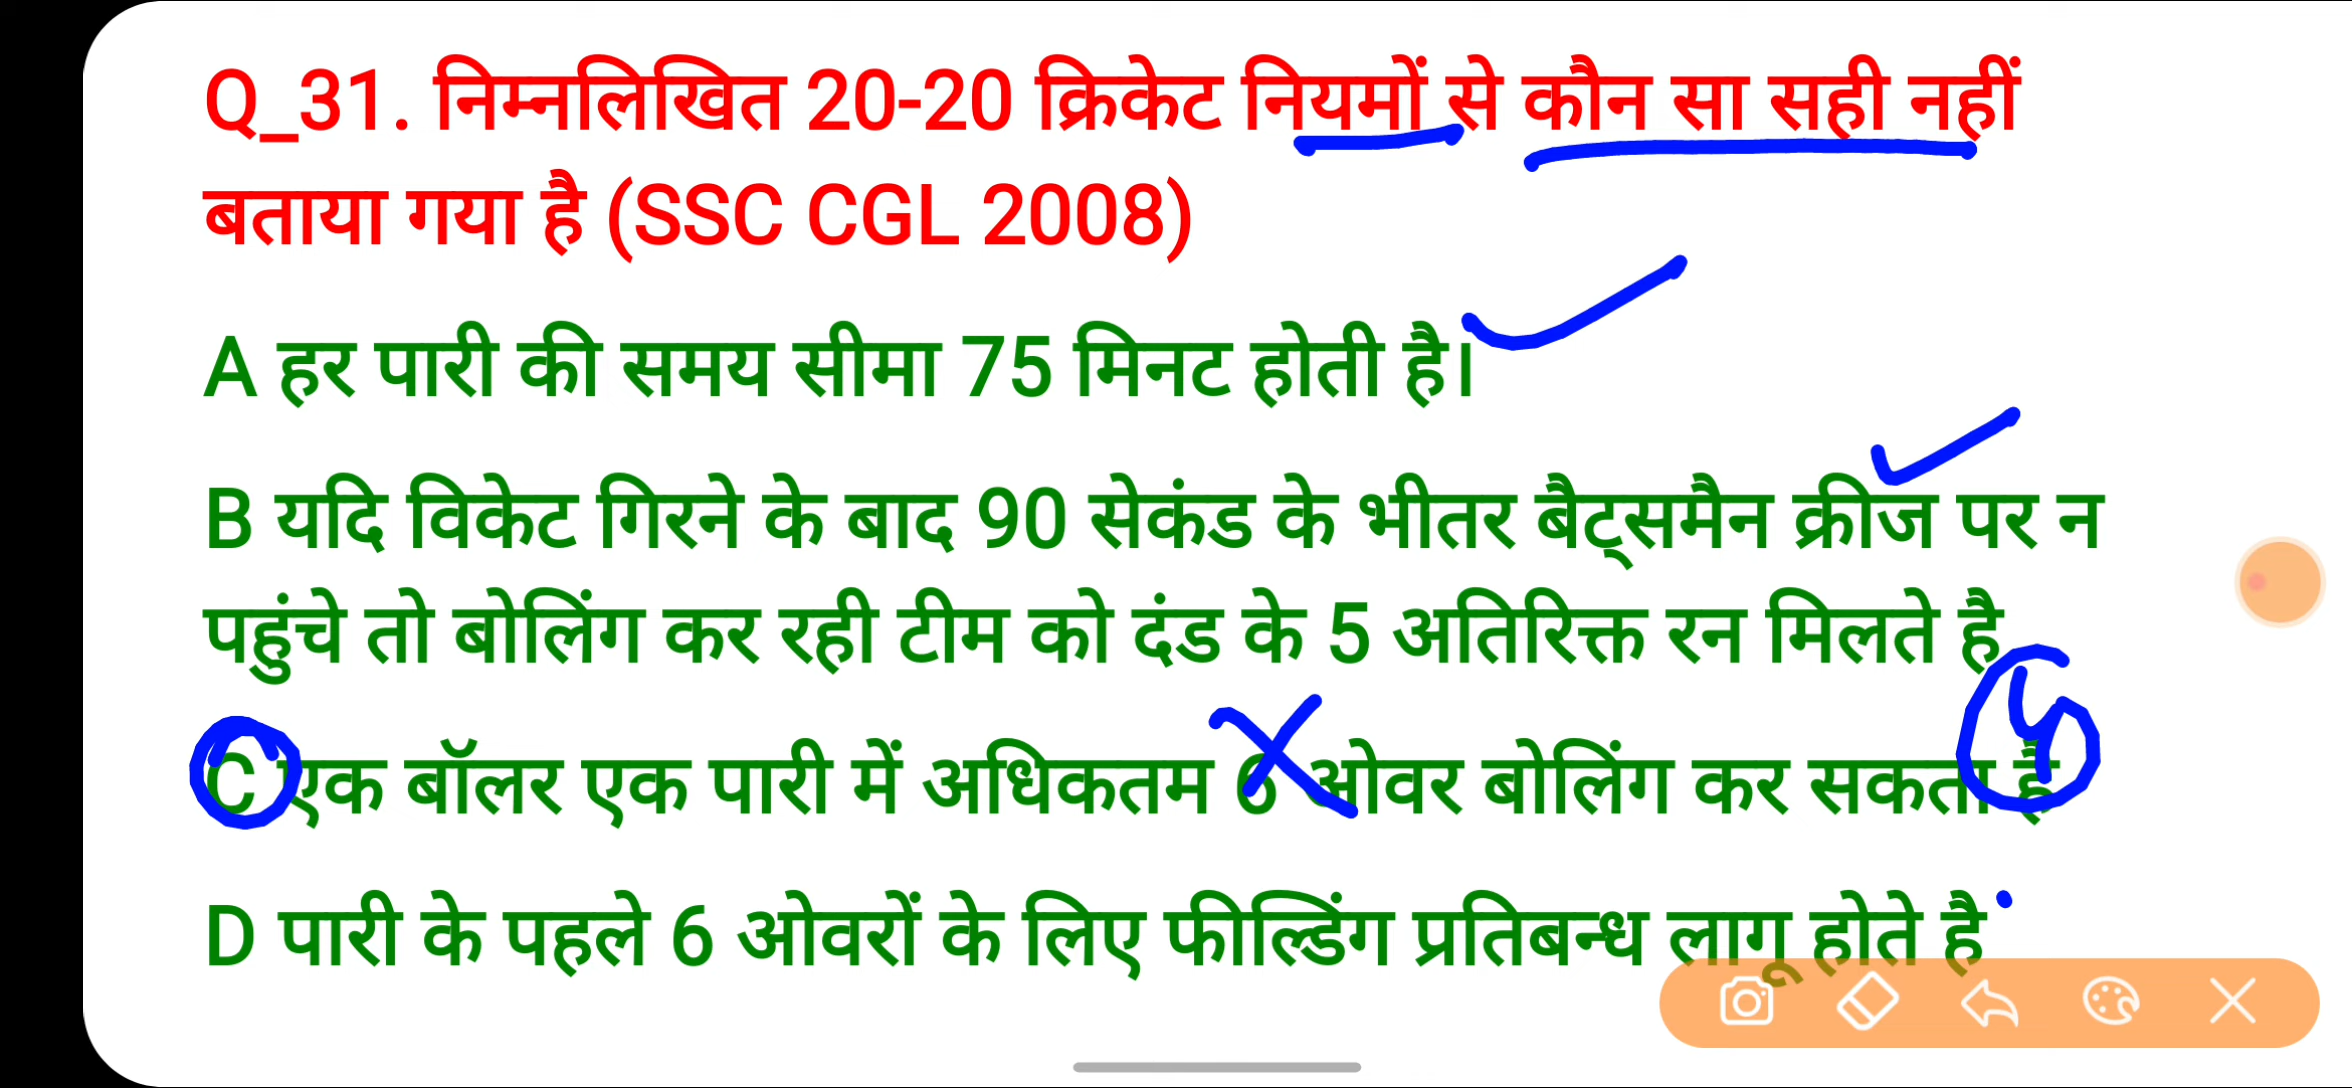 Q_31. निम्नलिखित 20-20 क्रिकेट नियमों से कौन सा सही नहीं
बताया गया है (SSC CGL 2008)
A हर पारी की समय सीमा 75 मिनट होती है।
B यदि विकेट गिरने के बाद 90 सेकंड के भीतर बैट्समैन क्रीज पर न
पहुंचे तो बोलिंग कर रही टीम को दंड के 5 अतिरिक्त रन मिलते है
C एक बॉलर एक पारी में अधिकतम 6 ओवर बोलिंग कर सकता है
4
D पारी के पहले 6 ओवरों के लिए फील्डिंग प्रतिबन्ध लागू होते है